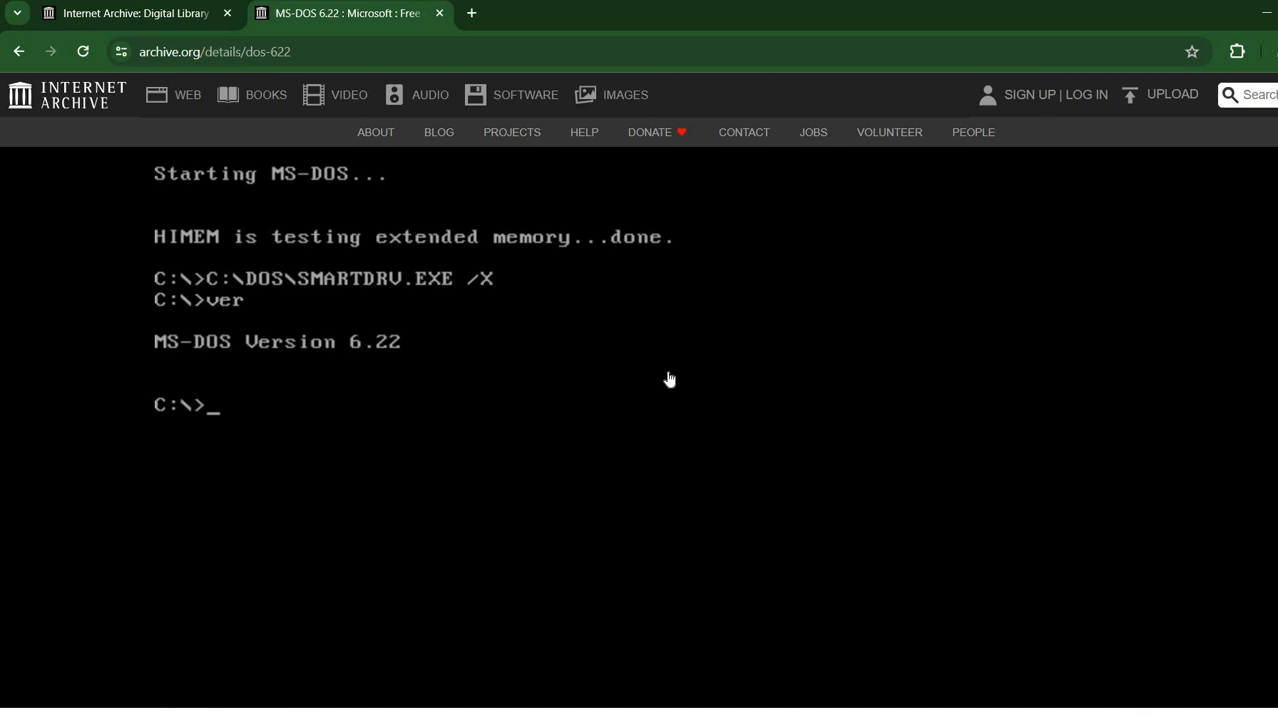 Internet Archive: Digital Library
MS-DOS 6.22 : Microsoft : Free
archive.org/details/dos-622
INTERNET ARCHIVE
WEB
BOOKS
VIDEO
AUDIO
SOFTWARE
IMAGES
SIGN UP | LOG IN
UPLOAD
Search
ABOUT
BLOG
PROJECTS
HELP
DONATE
CONTACT
JOBS
VOLUNTEER
PEOPLE
Starting MS-DOS...
HIMEM is testing extended memory...done.
C:\>C:\DOS\SMARTDRV.EXE /X
C:\>ver
MS-DOS Version 6.22
C:\>_